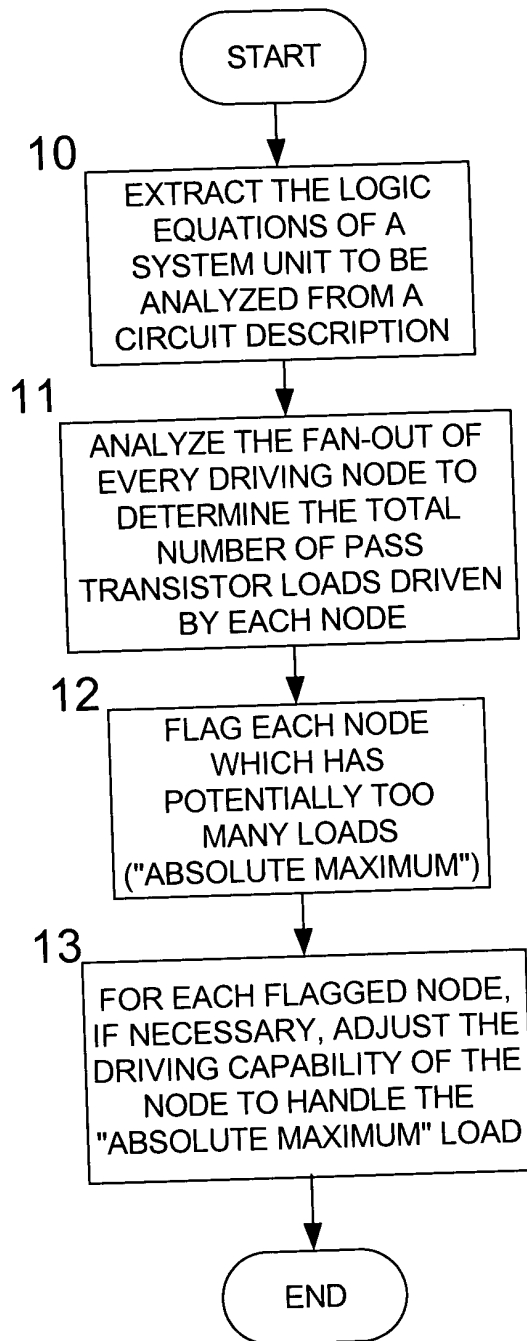 START
10
EXTRACT THE LOGIC
EQUATIONS OF A
SYSTEM UNIT TO BE
ANALYZED FROM A
CIRCUIT DESCRIPTION
11
ANALYZE THE FAN-OUT OF
EVERY DRIVING NODE TO
DETERMINE THE TOTAL
NUMBER OF PASS
TRANSISTOR LOADS DRIVEN
BY EACH NODE
12
FLAG EACH NODE
WHICH HAS
POTENTIALLY TOO
MANY LOADS
("ABSOLUTE MAXIMUM")
13
FOR EACH FLAGGED NODE,
IF NECESSARY, ADJUST THE
DRIVING CAPABILITY OF THE
NODE TO HANDLE THE
"ABSOLUTE MAXIMUM" LOAD
END